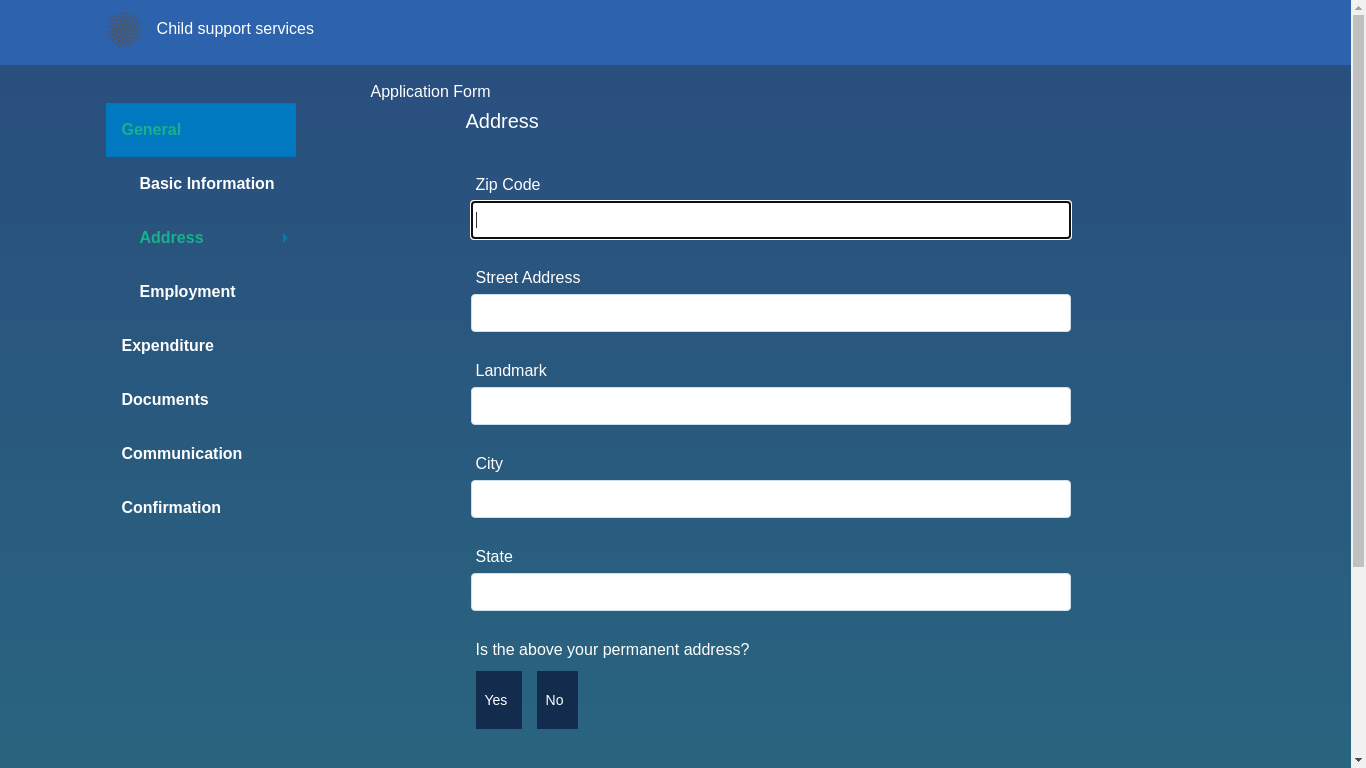 Child support services
Application Form
General
Basic Information
Address
Employment
Expenditure
Documents
Communication
Confirmation
Address
Zip Code
Street Address
Landmark
City
State
Is the above your permanent address?
Yes No